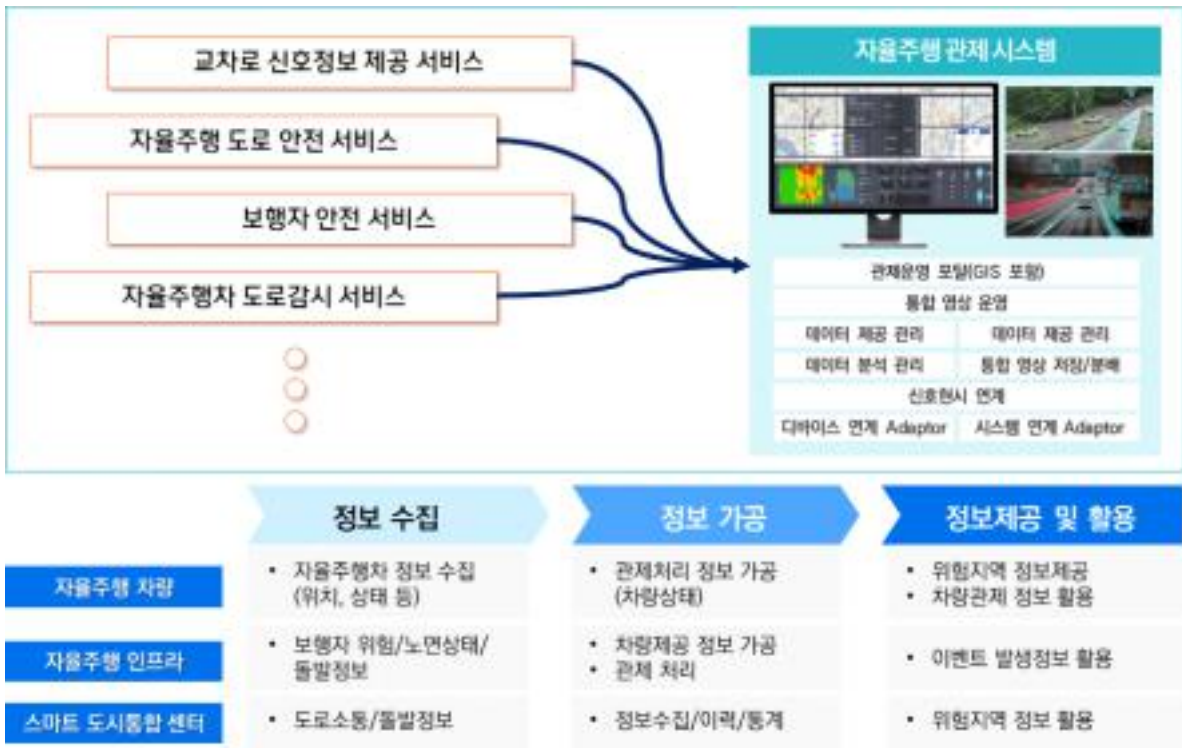 교차로 신호정보 제공 서비스
자율주행 도로 안전 서비스
보행자 안전 서비스
자율주행차 도로감시 서비스
자율주행 관제 시스템
관제운영 포탈(GIS 포함)
통합 영상 운영
데이터 제공 관리
데이터 제공 관리
데이터 분석 관리
통합 영상 저장/분배
신호현시 연계
디바이스 연계 Adaptor
시스템 연계 Adaptor
정보 수집
정보 가공
정보제공 및 활용
자율주행 차량
• 자율주행차 정보 수집
(위치, 상태 등)
• 관제처리 정보 가공
(차량상태)
• 위험지역 정보제공
• 차량관제 정보 활용
자율주행 인프라
• 보행자 위험/노면상태/
돌발정보
• 차량제공 정보 가공
• 관제 처리
• 이벤트 발생정보 활용
스마트 도시통합 센터
• 도로소통/돌발정보
• 정보수집/이력/통계
• 위험지역 정보 활용